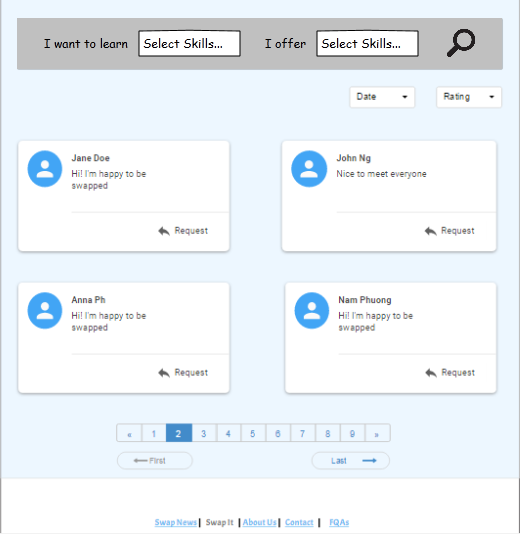 I want to learn Select Skills... I offer Select Skills...
Date Rating
Jane Doe
Hi! I'm happy to be
swapped
Request
John Ng
Nice to meet everyone
Request
Anna Ph
Hi! I'm happy to be
swapped
Request
Nam Phuong
Hi! I'm happy to be
swapped
Request
« 1 2 3 4 5 6 7 8 9 »
First Last
Swap News | Swap It | About Us | Contact | FQAs